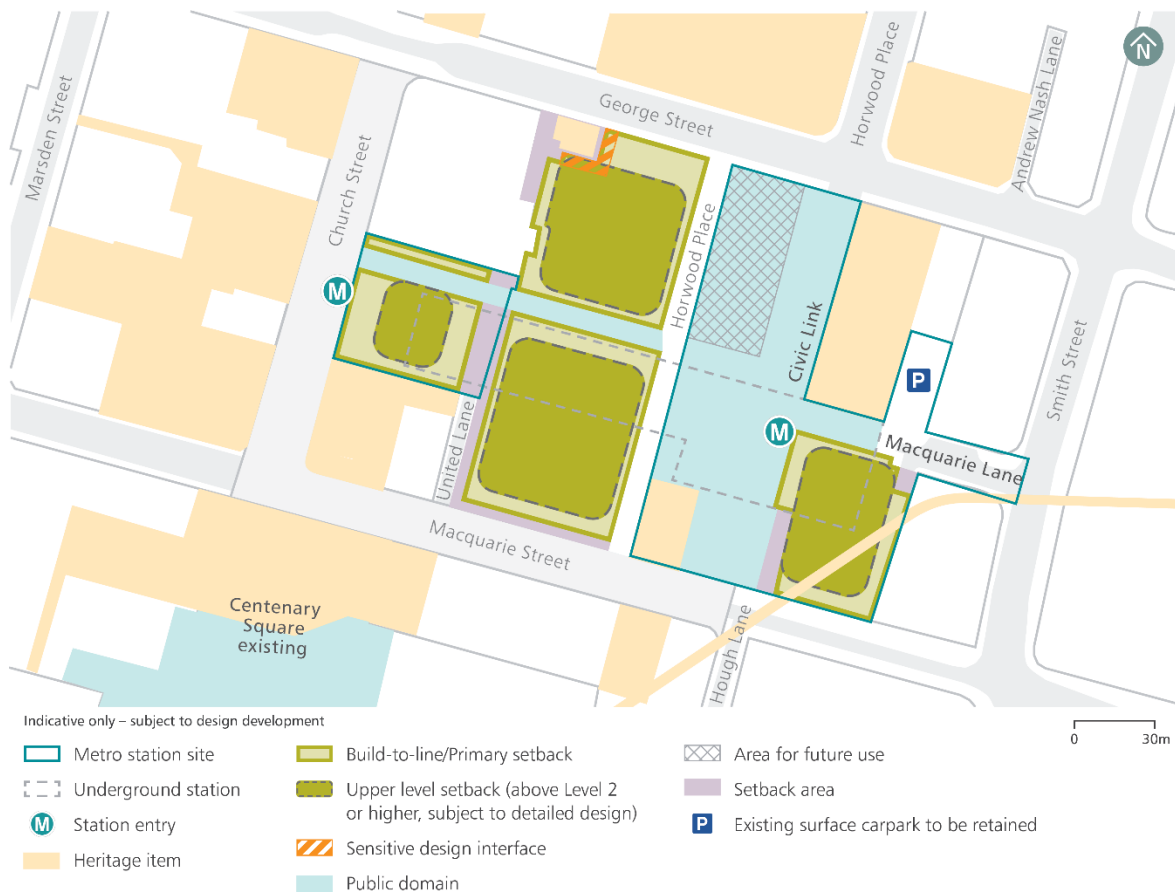 N
Marsden Street
Church Street
George Street
Horwood Place
Andrew Nash Lane
Horwood Place
Civic Link
M
P
Smith Street
M
Macquarie Lane
United Lane
Macquarie Street
Hough Lane
Centenary
Square
existing
Indicative only – subject to design development
0 30m
Metro station site
Underground station
M Station entry
Heritage item
Build-to-line/Primary setback
Upper level setback (above Level 2
or higher, subject to detailed design)
Sensitive design interface
Public domain
Area for future use
Setback area
P Existing surface carpark to be retained